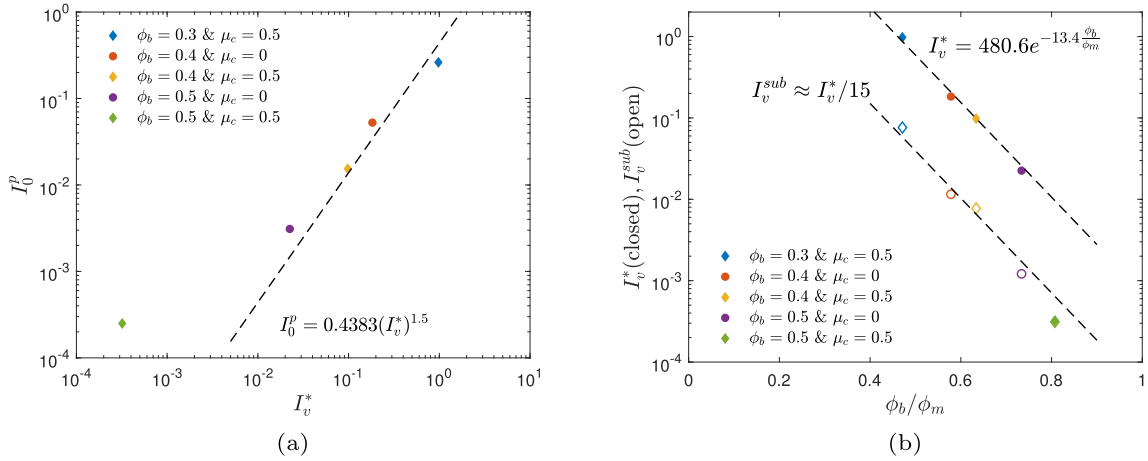 10^0
10^-1
10^-2
10^-3
10^-4
I_0^p
ϕ_b = 0.3 & μ_c = 0.5
ϕ_b = 0.4 & μ_c = 0
ϕ_b = 0.4 & μ_c = 0.5
ϕ_b = 0.5 & μ_c = 0
ϕ_b = 0.5 & μ_c = 0.5
I_0^p = 0.4383(I_v^*)^1.5
10^-4 10^-3 10^-2 10^-1 10^0 10^1
I_v^*
(a)
10^0
10^-1
10^-2
10^-3
10^-4
I_v^*(closed), I_v^sub(open)
I_v^* = 480.6e^{-13.4 ϕ_b/ϕ_m}
I_v^sub ≈ I_v^*/15
ϕ_b = 0.3 & μ_c = 0.5
ϕ_b = 0.4 & μ_c = 0
ϕ_b = 0.4 & μ_c = 0.5
ϕ_b = 0.5 & μ_c = 0
ϕ_b = 0.5 & μ_c = 0.5
0 0.2 0.4 0.6 0.8 1
ϕ_b/ϕ_m
(b)